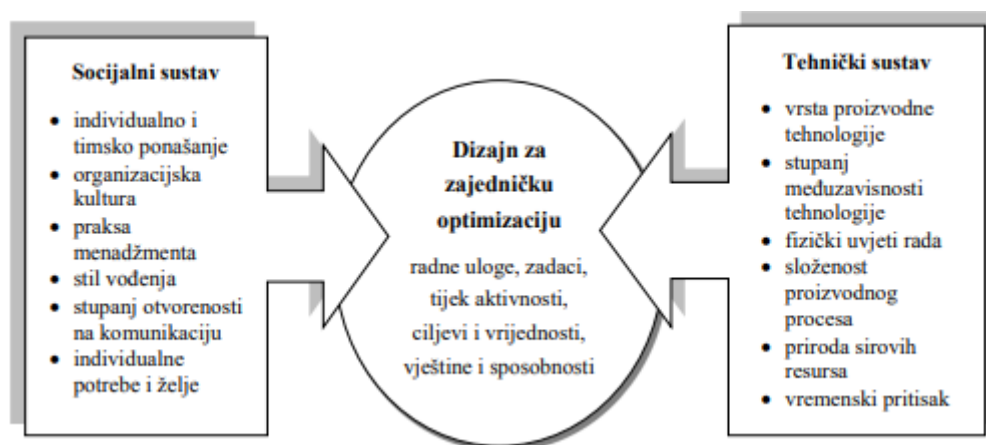 Socijalni sustav
• individualno i
timsko ponašanje
• organizacijska
kultura
• praksa
menadžmenta
• stil vođenja
• stupanj otvorenosti
na komunikaciju
• individualne
potrebe i želje
Dizajn za
zajedničku
optimizaciju
radne uloge, zadaci,
tijek aktivnosti,
ciljevi i vrijednosti,
vještine i sposobnosti
Tehnički sustav
• vrsta proizvodne
tehnologije
• stupanj
međuzavisnosti
tehnologije
• fizički uvjeti rada
• složenost
proizvodnog
procesa
• priroda sirovih
resursa
• vremenski pritisak